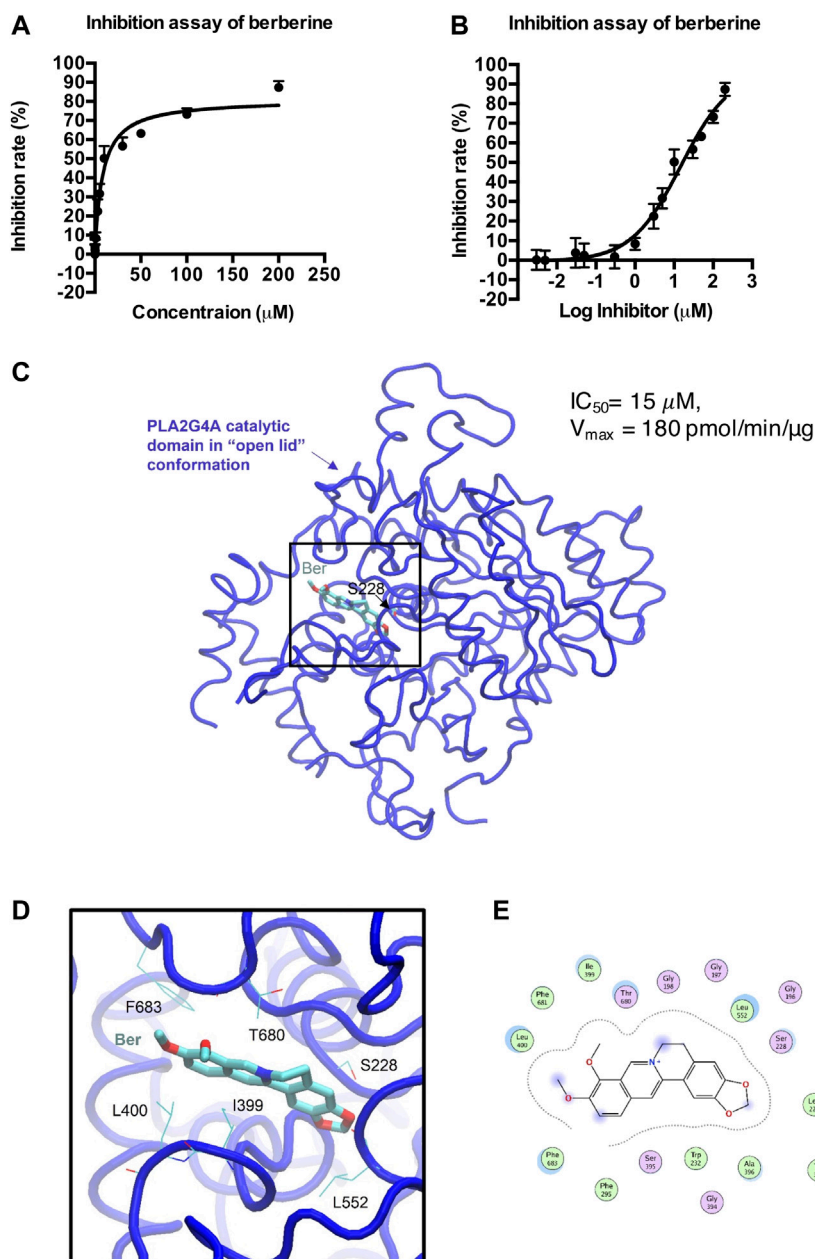 A
Inhibition assay of berberine
Inhibition rate (%)
100
90
80
70
60
50
40
30
20
10
0
-10
-20
50
100
150
200
250
Concentraion (μM)
B
Inhibition assay of berberine
Inhibition rate (%)
100
90
80
70
60
50
40
30
20
10
0
-10
-20
-3
-2
-1
0
1
2
3
Log Inhibitor (μM)
C
PLA2G4A catalytic
domain in “open lid”
conformation
IC50= 15 μM,
Vmax = 180 pmol/min/μg
Ber
S228
D
F683
T680
Ber
S228
L400
I399
L552
E
Ile
399
Phe
681
Thr
680
Gly
198
Gly
197
Leu
552
Gly
196
Ser
228
Leu
400
O
O
N+
O
O
Phe
683
Phe
295
Ser
395
Trp
232
Ala
396
Gly
394